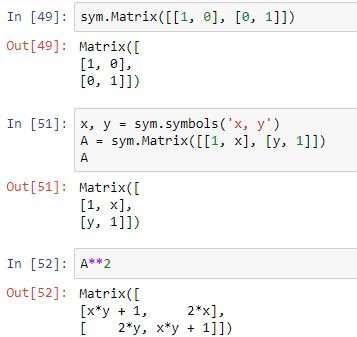 In [49]: sym.Matrix([[1, 0], [0, 1]])
Out[49]: Matrix([
[1, 0],
[0, 1]])
In [51]: x, y = sym.symbols('x, y')
A = sym.Matrix([[1, x], [y, 1]])
A
Out[51]: Matrix([
[1, x],
[y, 1]])
In [52]: A**2
Out[52]: Matrix([
[x*y + 1,     2*x],
[    2*y, x*y + 1]])